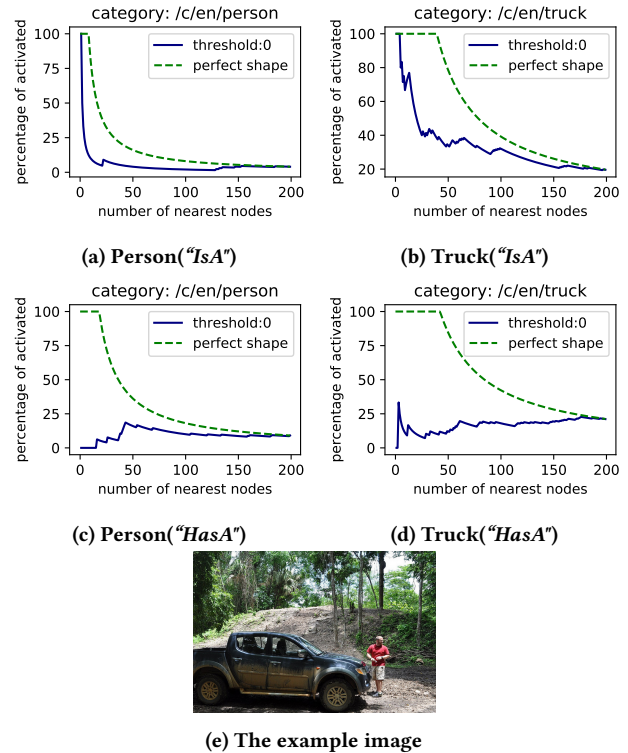 category: /c/en/person
percentage of activated
100
75
50
25
0
threshold:0
perfect shape
0 50 100 150 200
number of nearest nodes
(a) Person(“IsA")
category: /c/en/truck
percentage of activated
100
80
60
40
20
threshold:0
perfect shape
0 50 100 150 200
number of nearest nodes
(b) Truck(“IsA")
category: /c/en/person
percentage of activated
100
75
50
25
0
threshold:0
perfect shape
0 50 100 150 200
number of nearest nodes
(c) Person(“HasA")
category: /c/en/truck
percentage of activated
100
75
50
25
0
threshold:0
perfect shape
0 50 100 150 200
number of nearest nodes
(d) Truck(“HasA")
(e) The example image